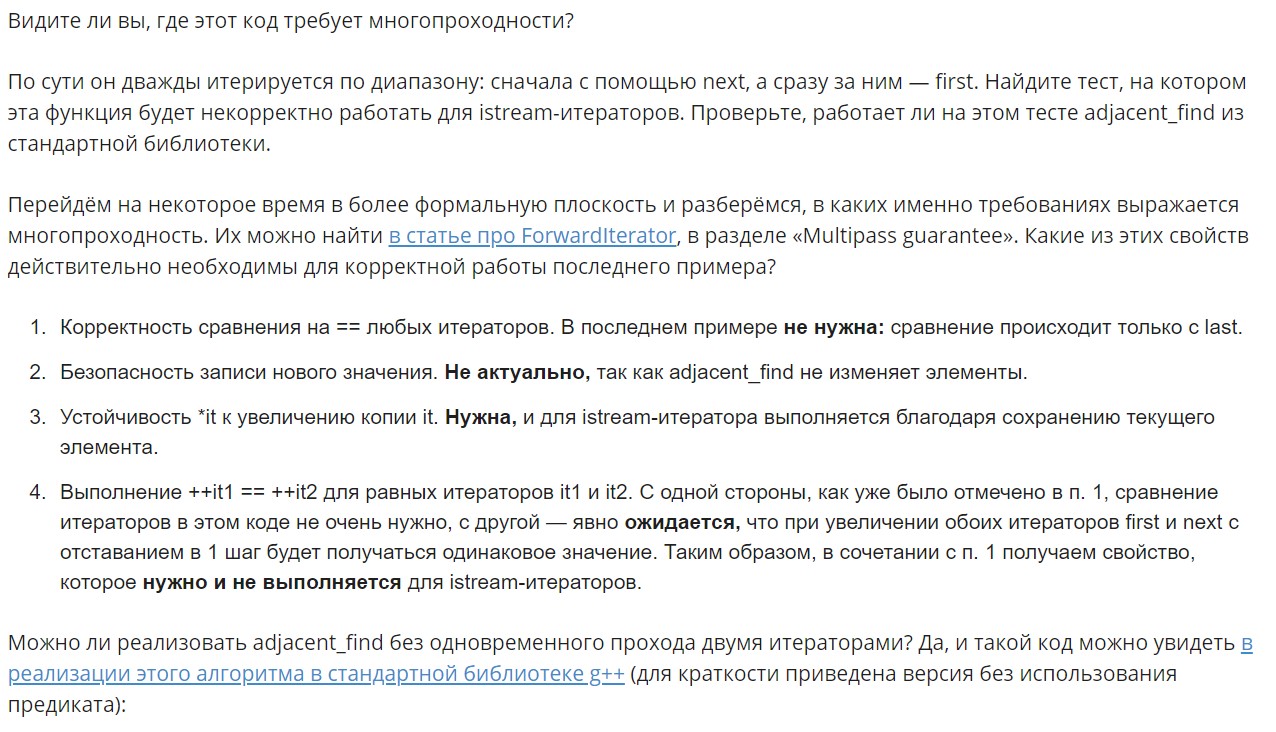 Видите ли вы, где этот код требует многопроходности?
По сути он дважды итерируется по диапазону: сначала с помощью next, а сразу за ним — first. Найдите тест, на котором
эта функция будет некорректно работать для istream-итераторов. Проверьте, работает ли на этом тесте adjacent_find из
стандартной библиотеки.
Перейдём на некоторое время в более формальную плоскость и разберёмся, в каких именно требованиях выражается
многопроходность. Их можно найти в статье про ForwardIterator, в разделе «Multipass guarantee». Какие из этих свойств
действительно необходимы для корректной работы последнего примера?
1. Корректность сравнения на == любых итераторов. В последнем примере не нужна: сравнение происходит только с last.
2. Безопасность записи нового значения. Не актуально, так как adjacent_find не изменяет элементы.
3. Устойчивость *it к увеличению копии it. Нужна, и для istream-итератора выполняется благодаря сохранению текущего
элемента.
4. Выполнение ++it1 == ++it2 для равных итераторов it1 и it2. С одной стороны, как уже было отмечено в п. 1, сравнение
итераторов в этом коде не очень нужно, с другой — явно ожидается, что при увеличении обоих итераторов first и next с
отставанием в 1 шаг будет получаться одинаковое значение. Таким образом, в сочетании с п. 1 получаем свойство,
которое нужно и не выполняется для istream-итераторов.
Можно ли реализовать adjacent_find без одновременного прохода двумя итераторами? Да, и такой код можно увидеть в
реализации этого алгоритма в стандартной библиотеке g++ (для краткости приведена версия без использования
предиката):